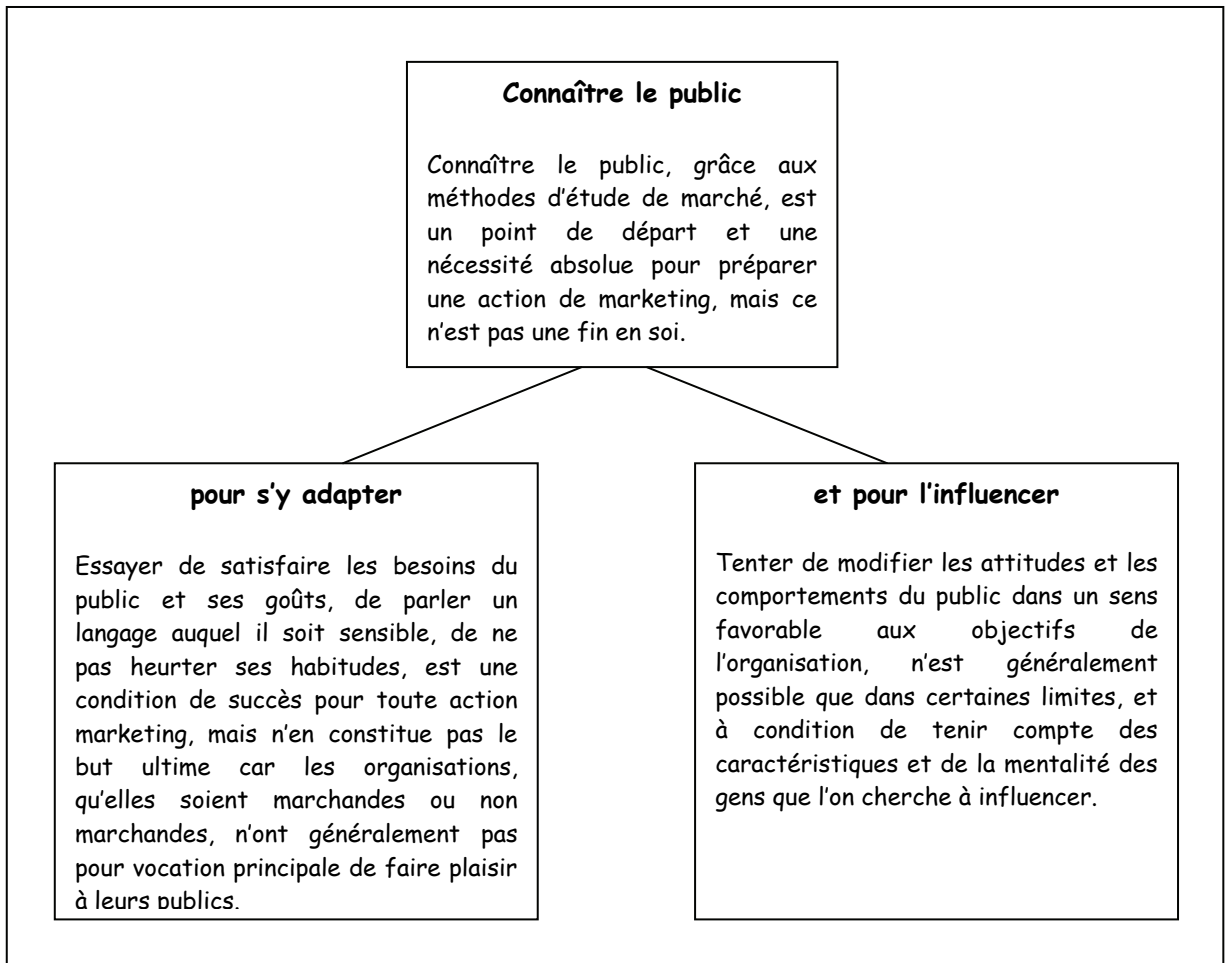 Connaître le public
Connaître le public, grâce aux
méthodes d'étude de marché, est
un point de départ et une
nécessité absolue pour préparer
une action de marketing, mais ce
n'est pas une fin en soi.
pour s'y adapter
Essayer de satisfaire les besoins du
public et ses goûts, de parler un
langage auquel il soit sensible, de ne
pas heurter ses habitudes, est une
condition de succès pour toute action
marketing, mais n'en constitue pas le
but ultime car les organisations,
qu'elles soient marchandes ou non
marchandes, n'ont généralement pas
pour vocation principale de faire plaisir
à leurs publics.
et pour l'influencer
Tenter de modifier les attitudes et les
comportements du public dans un sens
favorable aux objectifs de
l'organisation, n'est généralement
possible que dans certaines limites, et
à condition de tenir compte des
caractéristiques et de la mentalité des
gens que l'on cherche à influencer.